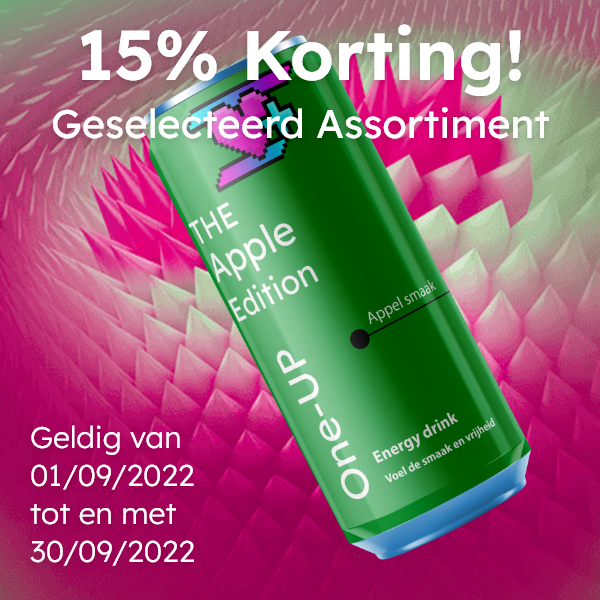 15% Korting!
Geselecteerd Assortiment
THE
Apple
Edition
Appel smaak
One-UP
Energy drink
Voel de smaak en vrijheid
Geldig van
01/09/2022
tot en met
30/09/2022